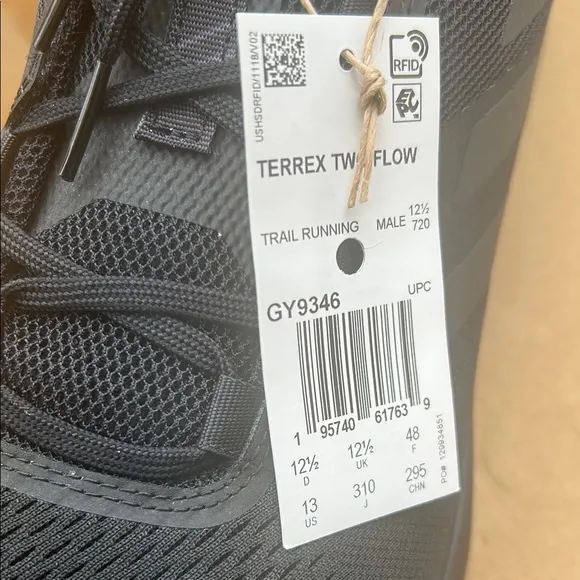 USHSDRFID/1118/V02
RFID
EPC
TERREX TWO FLOW
TRAIL RUNNING MALE 12½
720
GY9346 UPC
1 95740 61763 9
12½ 12½ 48
D UK F
13 310 295
US J CHN
PO# 129934851